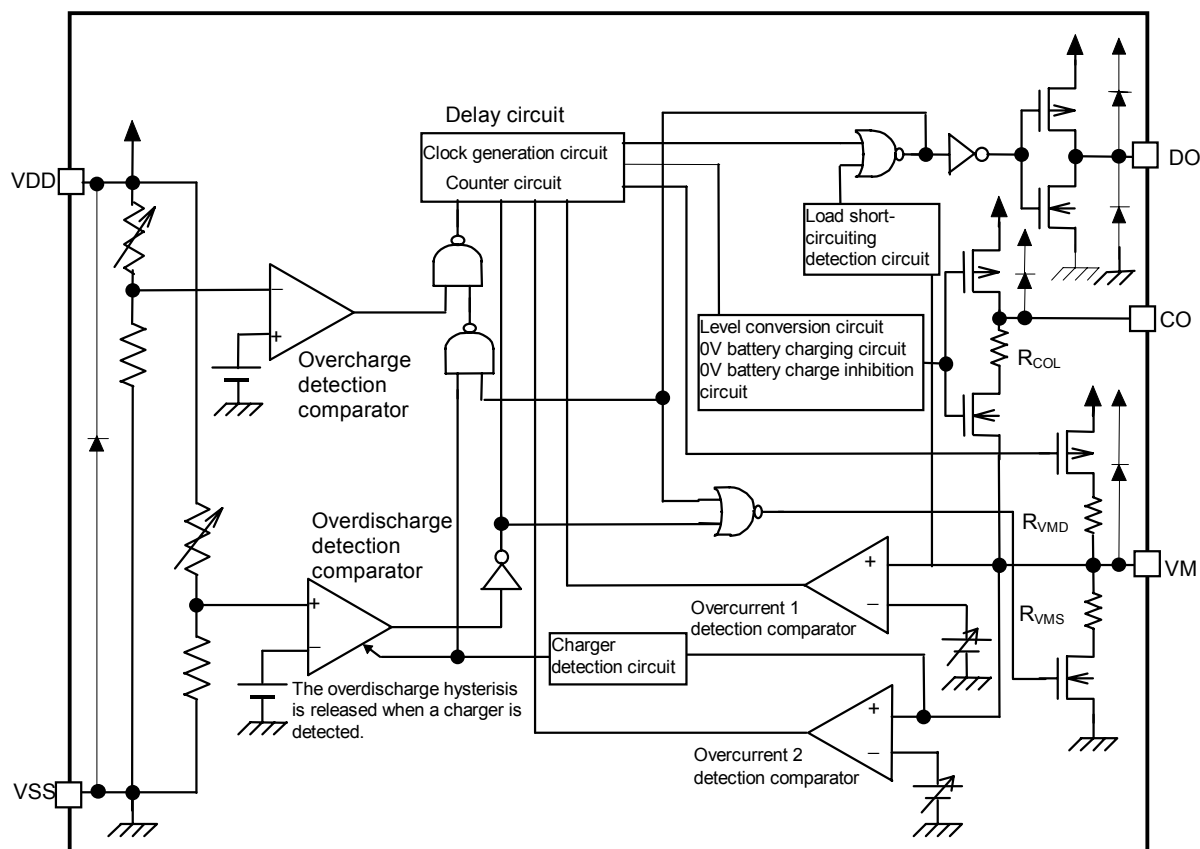 Delay circuit
Clock generation circuit
Counter circuit
DO
VDD
Load short-
circuiting
detection circuit
CO
Level conversion circuit
0V battery charging circuit
0V battery charge inhibition
circuit
RCOL
−
+
Overcharge
detection
comparator
Overdischarge
detection
comparator
RVMD
+
−
VM
Overcurrent 1
detection comparator
RVMS
+
−
Charger
detection circuit
The overdischarge hysterisis
is released when a charger is
detected.
+
−
Overcurrent 2
detection comparator
VSS